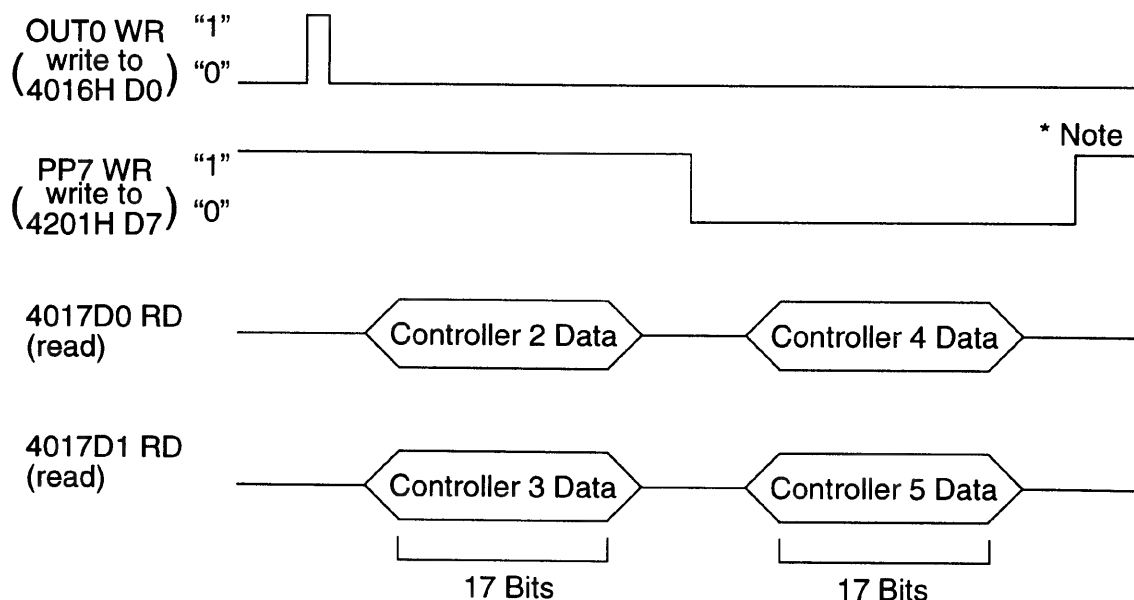 OUT0 WR "1"
(write to "0"
4016H D0)
* Note
PP7 WR "1"
(write to "0"
4201H D7)
4017D0 RD
(read)
Controller 2 Data Controller 4 Data
4017D1 RD
(read)
Controller 3 Data Controller 5 Data
17 Bits 17 Bits